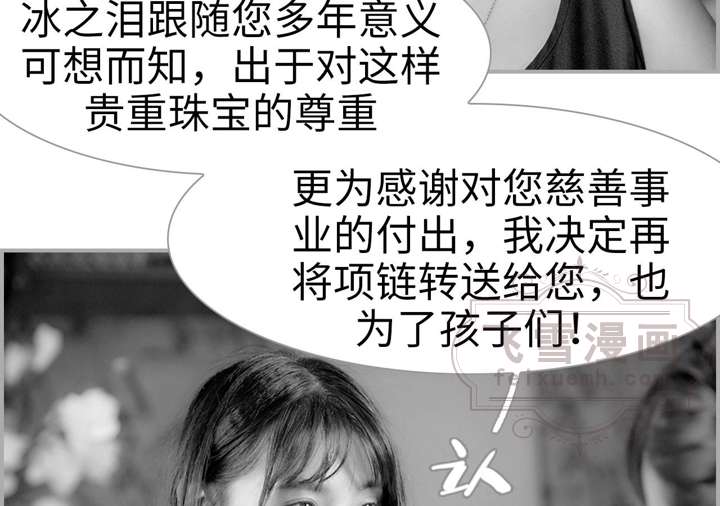 冰之泪跟随您多年意义
可想而知，出于对这样
贵重珠宝的尊重
更为感谢对您慈善事
业的付出，我决定再
将项链转送给您，也
为了孩子们！
飞雪漫画
feixuemh.com
认